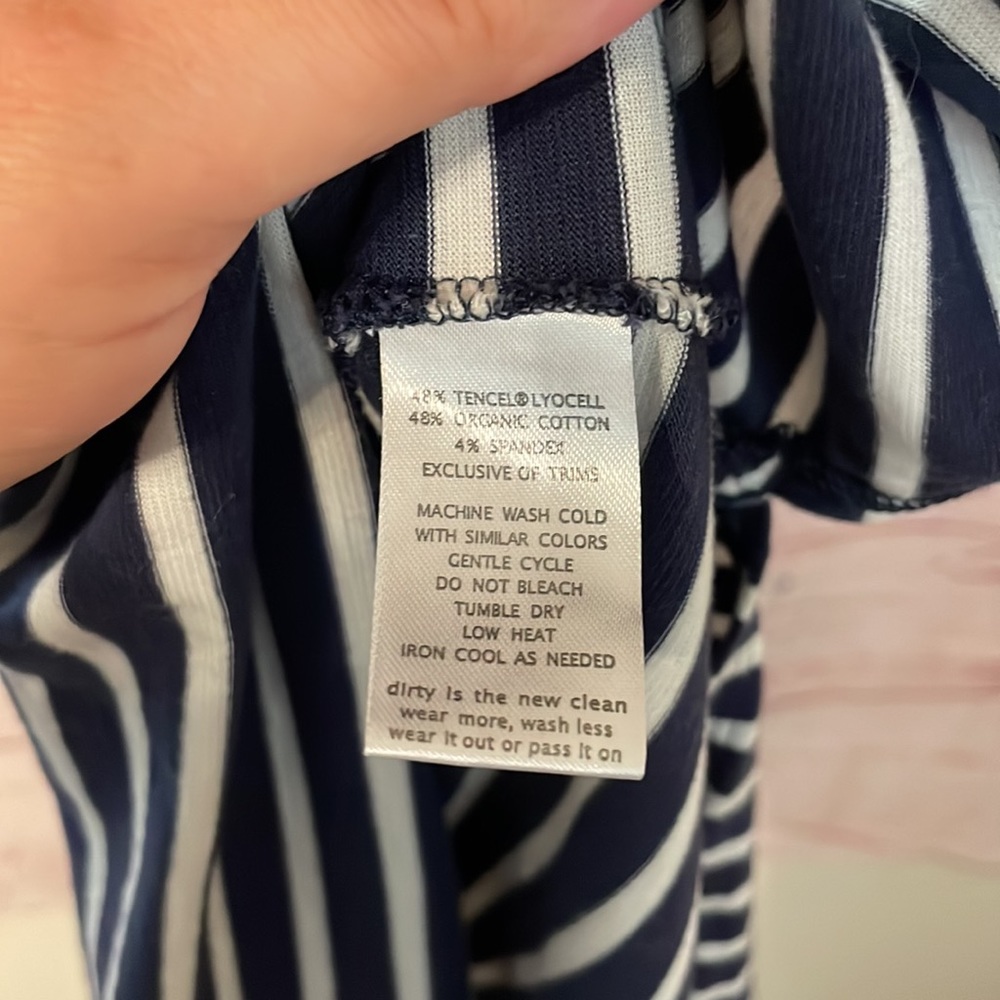 48% TENCEL® LYOCELL
48% ORGANIC COTTON
4% SPANDEX
EXCLUSIVE OF TRIMS
MACHINE WASH COLD
WITH SIMILAR COLORS
GENTLE CYCLE
DO NOT BLEACH
TUMBLE DRY
LOW HEAT
IRON COOL AS NEEDED
dirty is the new clean
wear more, wash less
wear it out or pass it on